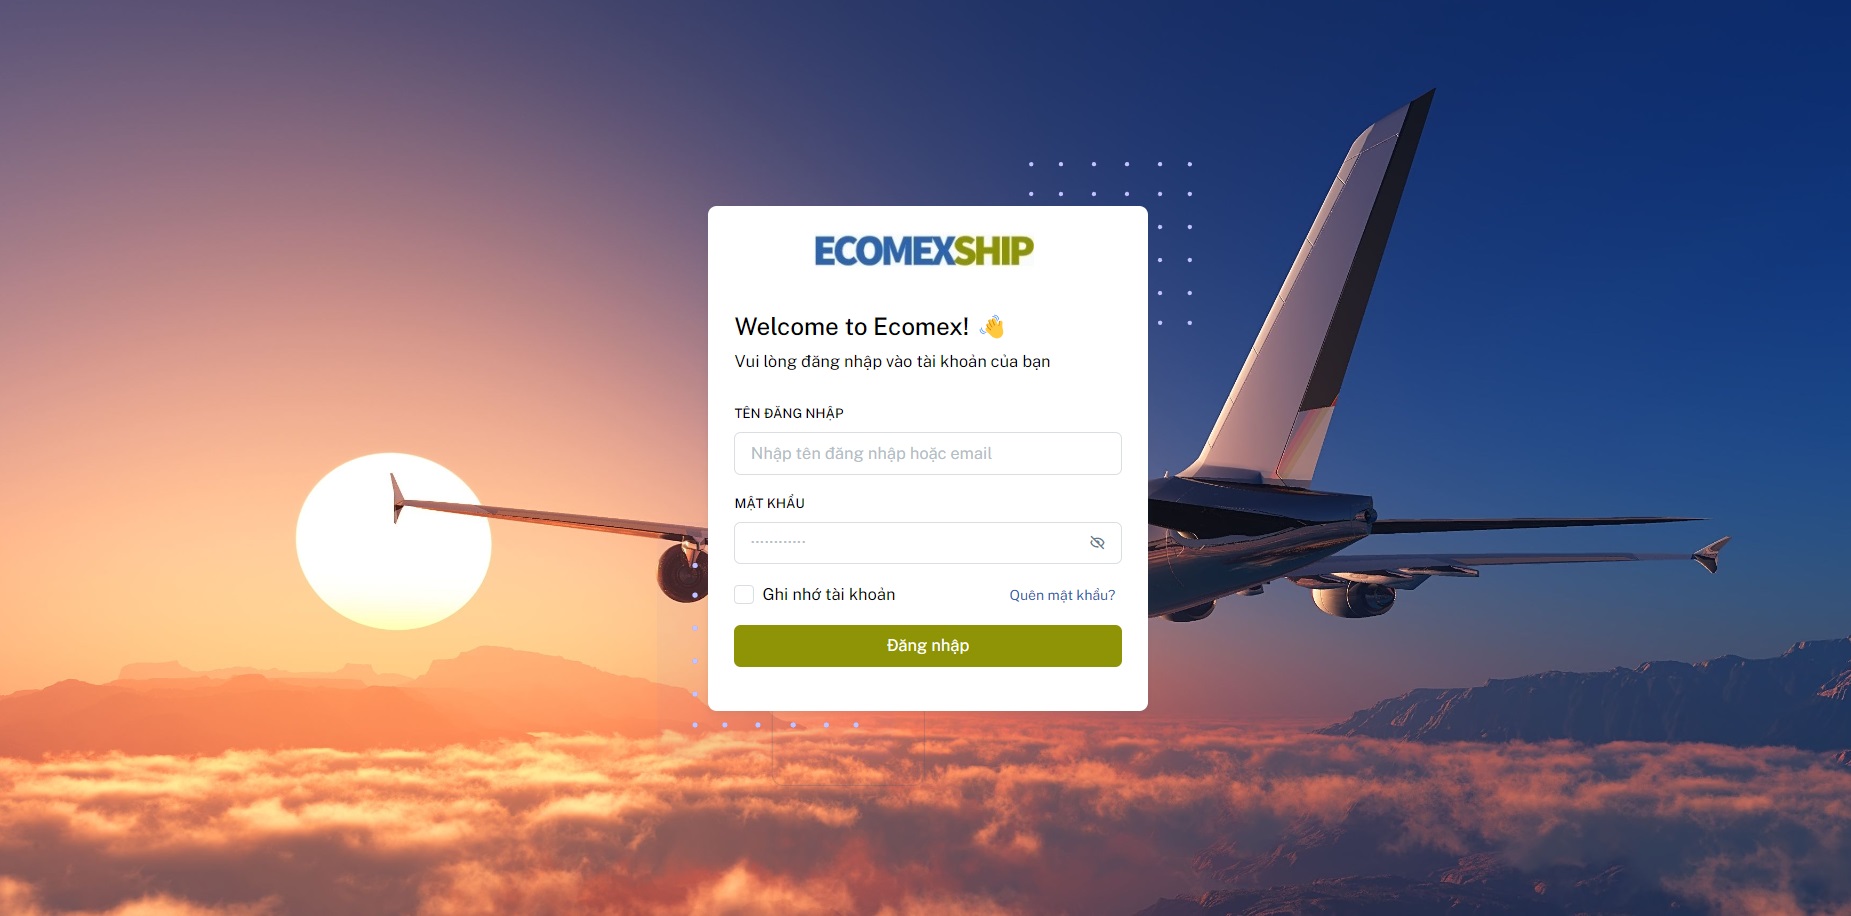 ECOMEXSHIP
Welcome to Ecomex! 👋
Vui lòng đăng nhập vào tài khoản của bạn
TÊN ĐĂNG NHẬP
Nhập tên đăng nhập hoặc email
MẬT KHẨU
············
Ghi nhớ tài khoản
Quên mật khẩu?
Đăng nhập